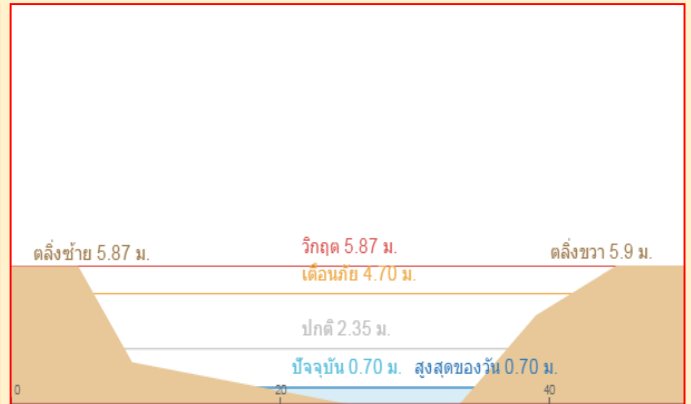 วิกฤต 5.87 ม.
ตลิ่งซ้าย 5.87 ม. ตลิ่งขวา 5.9 ม.
เตือนภัย 4.70 ม.
ปกติ 2.35 ม.
ปัจจุบัน 0.70 ม. สูงสุดของวัน 0.70 ม.
0 20 40